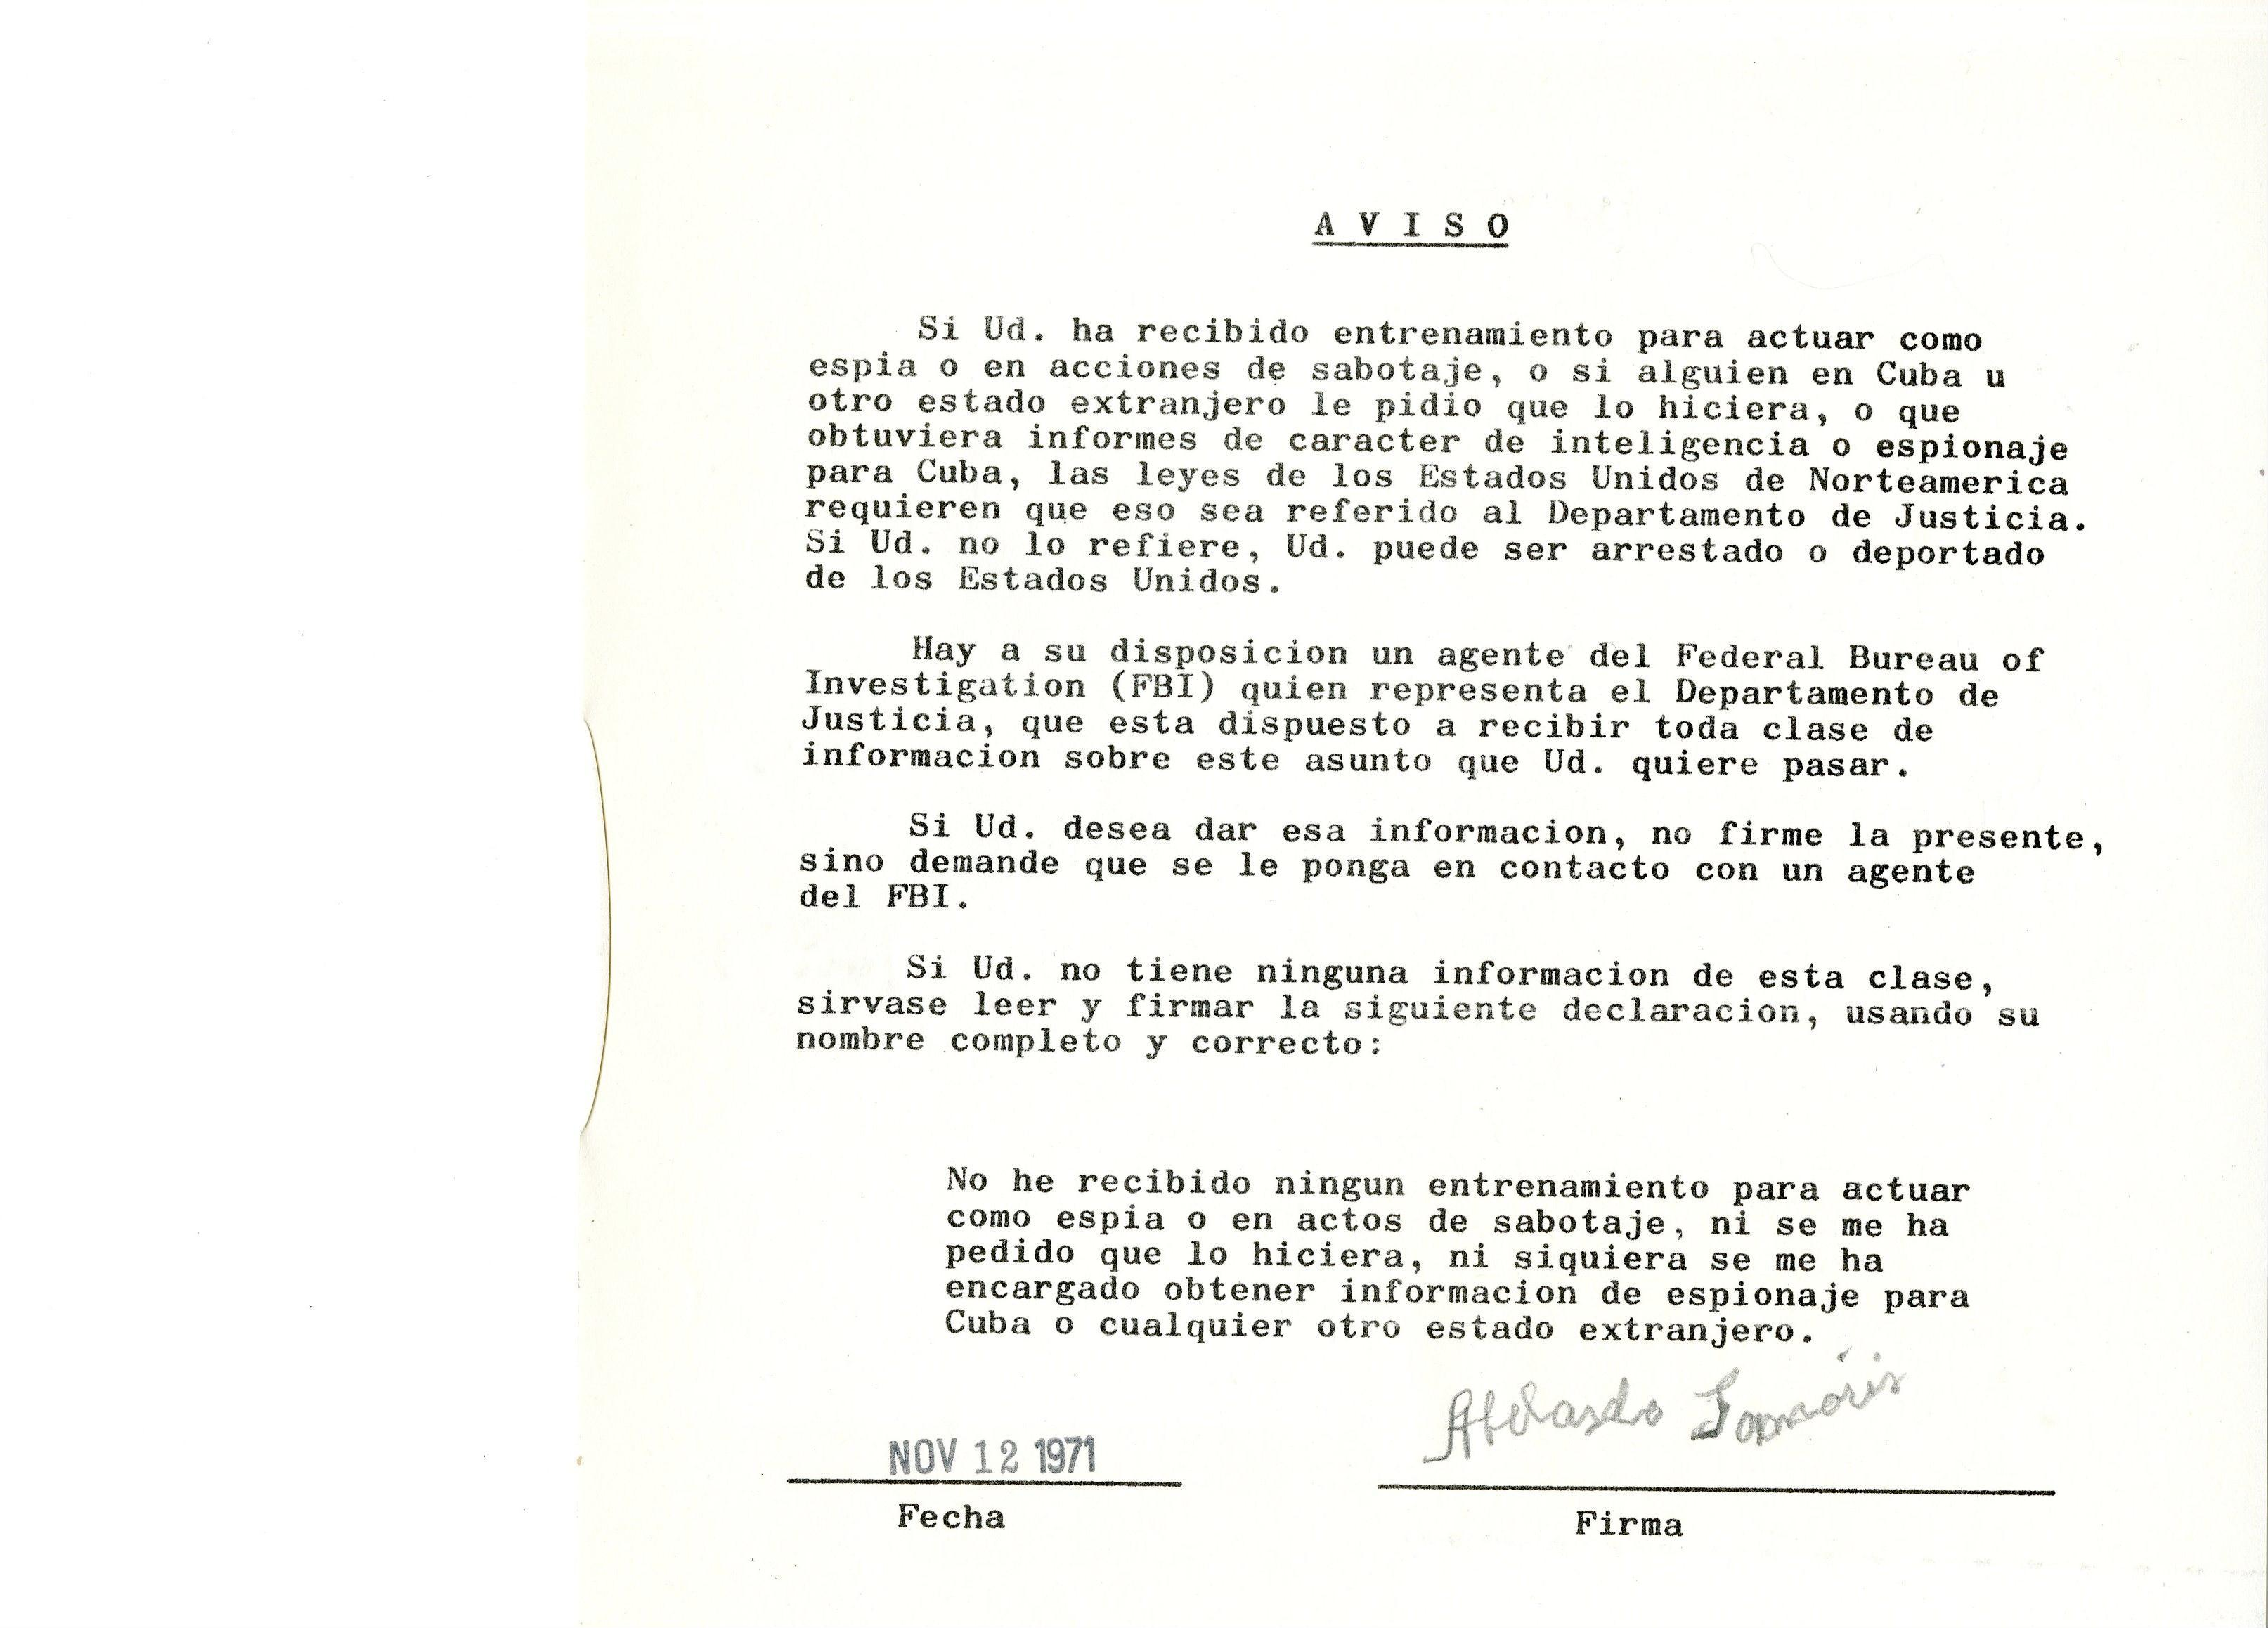 A V I S O
Si Ud. ha recibido entrenamiento para actuar como
espia o en acciones de sabotaje, o si alguien en Cuba u
otro estado extranjero le pidio que lo hiciera, o que
obtuviera informes de caracter de inteligencia o espionaje
para Cuba, las leyes de los Estados Unidos de Norteamerica
requieren que eso sea referido al Departamento de Justicia.
Si Ud. no lo refiere, Ud. puede ser arrestado o deportado
de los Estados Unidos.
Hay a su disposicion un agente del Federal Bureau of
Investigation (FBI) quien representa el Departamento de
Justicia, que esta dispuesto a recibir toda clase de
informacion sobre este asunto que Ud. quiere pasar.
Si Ud. desea dar esa informacion, no firme la presente,
sino demande que se le ponga en contacto con un agente
del FBI.
Si Ud. no tiene ninguna informacion de esta clase,
sirvase leer y firmar la siguiente declaracion, usando su
nombre completo y correcto:
No he recibido ningun entrenamiento para actuar
como espia o en actos de sabotaje, ni se me ha
pedido que lo hiciera, ni siquiera se me ha
encargado obtener informacion de espionaje para
Cuba o cualquier otro estado extranjero.
NOV 12 1971
Fecha
Firma